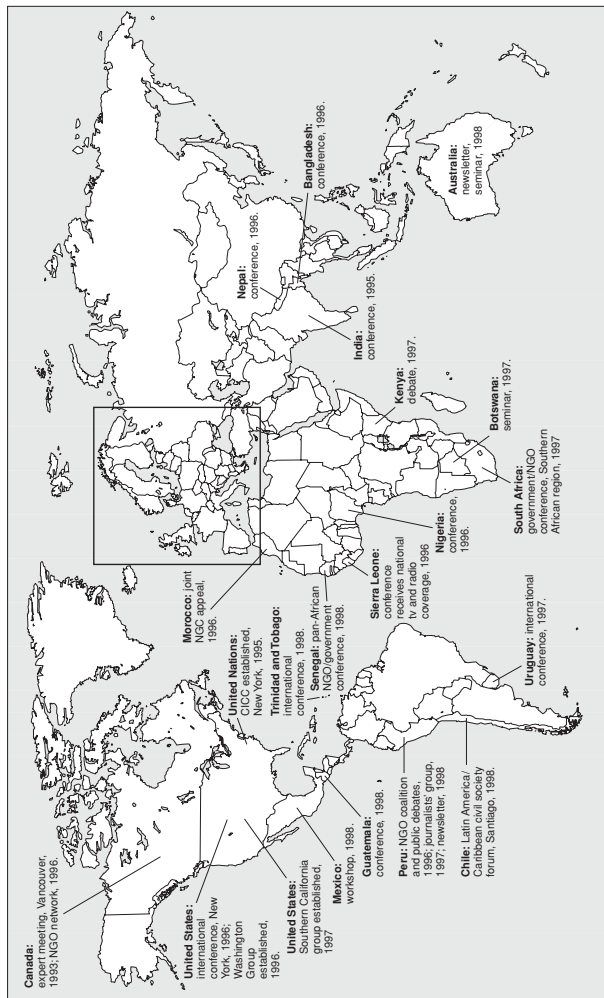 Canada:
expert meeting, Vancouver,
1993; NGO network, 1996.
United States:
international
conference, New
York, 1996;
Washington
Group
established,
1996.
United States:
Southern California
group established,
1997
Mexico:
workshop, 1998.
Guatemala:
conference, 1998.
Peru: NGO coalition
and public debates,
1996; journalists' group,
1997; newsletter, 1998
Chile: Latin America/
Caribbean civil society
forum, Santiago, 1998.
Morocco: joint
NGC appeal,
1996.
United Nations:
CICC established,
New York, 1995.
Trinidad and Tobago:
international
conference, 1998.
Senegal: pan-African
NGO/government
conference, 1998.
Uruguay: international
conference, 1997.
Sierra Leone:
conference
receives national
tv and radio
coverage, 1996
Nigeria:
conference,
1996.
South Africa:
government/NGO
conference, Southern
African region, 1997
Botswana:
seminar, 1997.
Kenya:
debate, 1997.
India:
conference, 1995.
Nepal:
conference, 1996.
Bangladesh:
conference, 1996.
Australia:
newsletter,
seminar, 1998